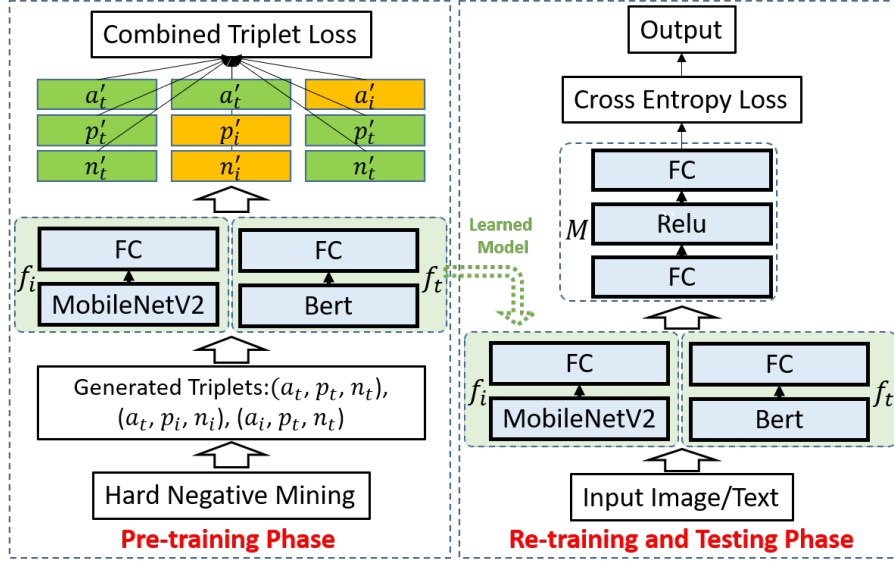 Combined Triplet Loss
a′ₜ a′ₜ a′ᵢ
p′ₜ p′ᵢ p′ₜ
n′ₜ n′ᵢ n′ₜ
FC FC
fᵢ fₜ
MobileNetV2 Bert
Generated Triplets:(aₜ, pₜ, nₜ),
(aₜ, pᵢ, nᵢ), (aᵢ, pₜ, nₜ)
Hard Negative Mining
Pre-training Phase
Learned
Model
Output
Cross Entropy Loss
FC
M Relu
FC
FC FC
fᵢ fₜ
MobileNetV2 Bert
Input Image/Text
Re-training and Testing Phase